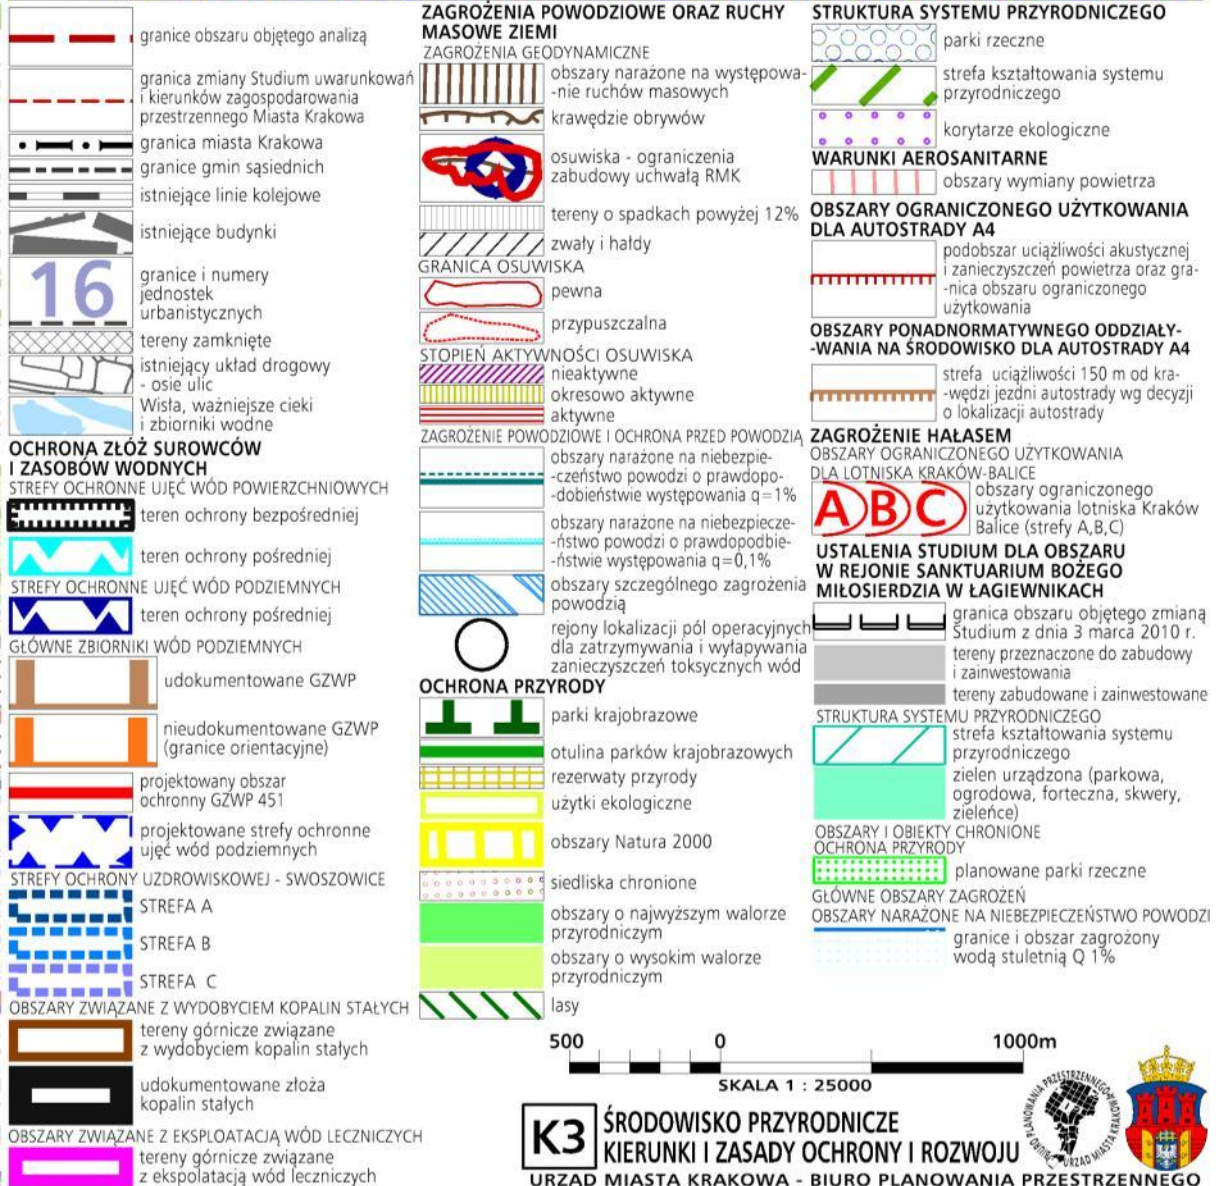 granice obszaru objętego analizą
granica zmiany Studium uwarunkowań
i kierunków zagospodarowania
przestrzennego Miasta Krakowa
granica miasta Krakowa
granice gmin sąsiednich
istniejące linie kolejowe
istniejące budynki
16
granice i numery
jednostek
urbanistycznych
tereny zamknięte
istniejący układ drogowy
- osie ulic
Wisła, ważniejsze cieki
i zbiorniki wodne
OCHRONA ZŁÓŻ SUROWCÓW
I ZASOBÓW WODNYCH
STREFY OCHRONNE UJĘĆ WÓD POWIERZCHNIOWYCH
teren ochrony bezpośredniej
teren ochrony pośredniej
STREFY OCHRONNE UJĘĆ WÓD PODZIEMNYCH
teren ochrony pośredniej
GŁÓWNE ZBIORNIKI WÓD PODZIEMNYCH
udokumentowane GZWP
nieudokumentowane GZWP
(granice orientacyjne)
projektowany obszar
ochronny GZWP 451
projektowane strefy ochronne
ujęć wód podziemnych
STREFY OCHRONY UZDROWISKOWEJ - SWOSZOWICE
STREFA A
STREFA B
STREFA C
OBSZARY ZWIĄZANE Z WYDOBYCIEM KOPALIN STAŁYCH
tereny górnicze związane
z wydobyciem kopalin stałych
udokumentowane złoża
kopalin stałych
OBSZARY ZWIĄZANE Z EKSPLOATACJĄ WÓD LECZNICZYCH
tereny górnicze związane
z ekspolatacją wód leczniczych
ZAGROŻENIA POWODZIOWE ORAZ RUCHY
MASOWE ZIEMI
ZAGROŻENIA GEODYNAMICZNE
obszary narażone na występowa-
-nie ruchów masowych
krawędzie obrywów
osuwiska - ograniczenia
zabudowy uchwałą RMK
tereny o spadkach powyżej 12%
zwały i hałdy
GRANICA OSUWISKA
pewna
przypuszczalna
STOPIEŃ AKTYWNOŚCI OSUWISKA
nieaktywne
okresowo aktywne
aktywne
ZAGROŻENIE POWODZIOWE I OCHRONA PRZED POWODZIĄ
obszary narażone na niebezpie-
-czeństwo powodzi o prawdopo-
-dobieństwie występowania q=1%
obszary narażone na niebezpiecze-
-ństwo powodzi o prawdopodbie-
-ństwie występowania q=0,1%
obszary szczególnego zagrożenia
powodzią
rejony lokalizacji pól operacyjnych
dla zatrzymywania i wyłapywania
zanieczyszczeń toksycznych wód
OCHRONA PRZYRODY
parki krajobrazowe
otulina parków krajobrazowych
rezerwaty przyrody
użytki ekologiczne
obszary Natura 2000
siedliska chronione
obszary o najwyższym walorze
przyrodniczym
obszary o wysokim walorze
przyrodniczym
lasy
STRUKTURA SYSTEMU PRZYRODNICZEGO
parki rzeczne
strefa kształtowania systemu
przyrodniczego
korytarze ekologiczne
WARUNKI AEROSANITARNE
obszary wymiany powietrza
OBSZARY OGRANICZONEGO UŻYTKOWANIA
DLA AUTOSTRADY A4
podobszar uciążliwości akustycznej
i zanieczyszczeń powietrza oraz gra-
-nica obszaru ograniczonego
użytkowania
OBSZARY PONADNORMATYWNEGO ODDZIAŁY-
-WANIA NA ŚRODOWISKO DLA AUTOSTRADY A4
strefa uciążliwości 150 m od kra-
-wędzi jezdni autostrady wg decyzji
o lokalizacji autostrady
ZAGROŻENIE HAŁASEM
OBSZARY OGRANICZONEGO UŻYTKOWANIA
DLA LOTNISKA KRAKÓW-BALICE
A B C
obszary ograniczonego
użytkowania lotniska Kraków
Balice (strefy A,B,C)
USTALENIA STUDIUM DLA OBSZARU
W REJONIE SANKTUARIUM BOŻEGO
MIŁOSIERDZIA W ŁAGIEWNIKACH
granica obszaru objętego zmianą
Studium z dnia 3 marca 2010 r.
tereny przeznaczone do zabudowy
i zainwestowania
tereny zabudowane i zainwestowane
STRUKTURA SYSTEMU PRZYRODNICZEGO
strefa kształtowania systemu
przyrodniczego
zielen urządzona (parkowa,
ogrodowa, forteczna, skwery,
zieleńce)
OBSZARY I OBIEKTY CHRONIONE
OCHRONA PRZYRODY
planowane parki rzeczne
GŁÓWNE OBSZARY ZAGROŻEŃ
OBSZARY NARAŻONE NA NIEBEZPIECZEŃSTWO POWODZI
granice i obszar zagrożony
wodą stuletnią Q 1%
500 0 1000m
SKALA 1 : 25000
K3
ŚRODOWISKO PRZYRODNICZE
KIERUNKI I ZASADY OCHRONY I ROZWOJU
BIURO PLANOWANIA PRZESTRZENNEGO
URZĄD MIASTA KRAKOWA
URZĄD MIASTA KRAKOWA - BIURO PLANOWANIA PRZESTRZENNEGO